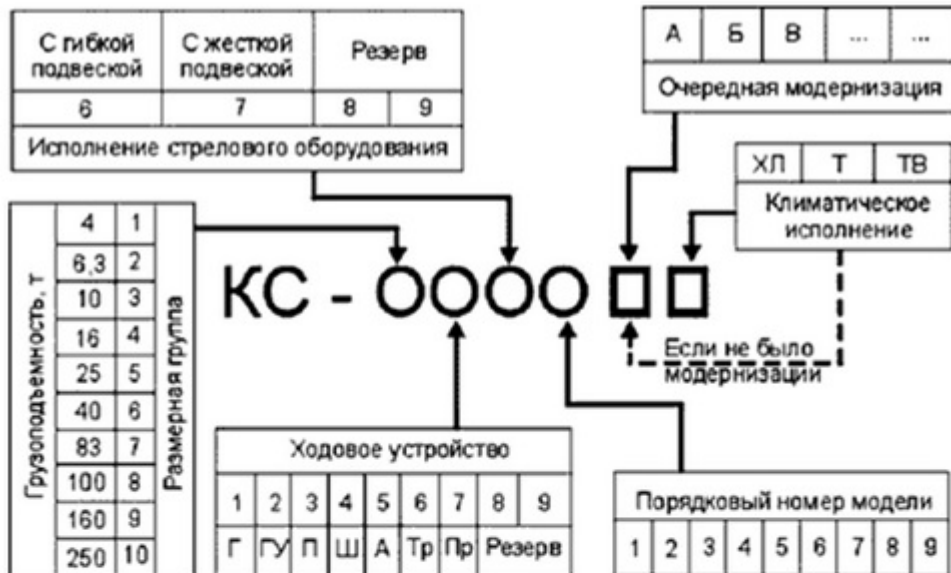 С гибкой подвеской
С жесткой подвеской
Резерв
6 7 8 9
Исполнение стрелового оборудования
А Б В ... ...
Очередная модернизация
ХЛ Т ТВ
Климатическое
исполнение
Грузоподъемность, т
Размерная группа
4 1
6,3 2
10 3
16 4
25 5
40 6
83 7
100 8
160 9
250 10
КС - ОООО □ □
Если не было
модернизации
Ходовое устройство
1 2 3 4 5 6 7 8 9
Г ГУ П Ш А Тр Пр Резерв
Порядковый номер модели
1 2 3 4 5 6 7 8 9